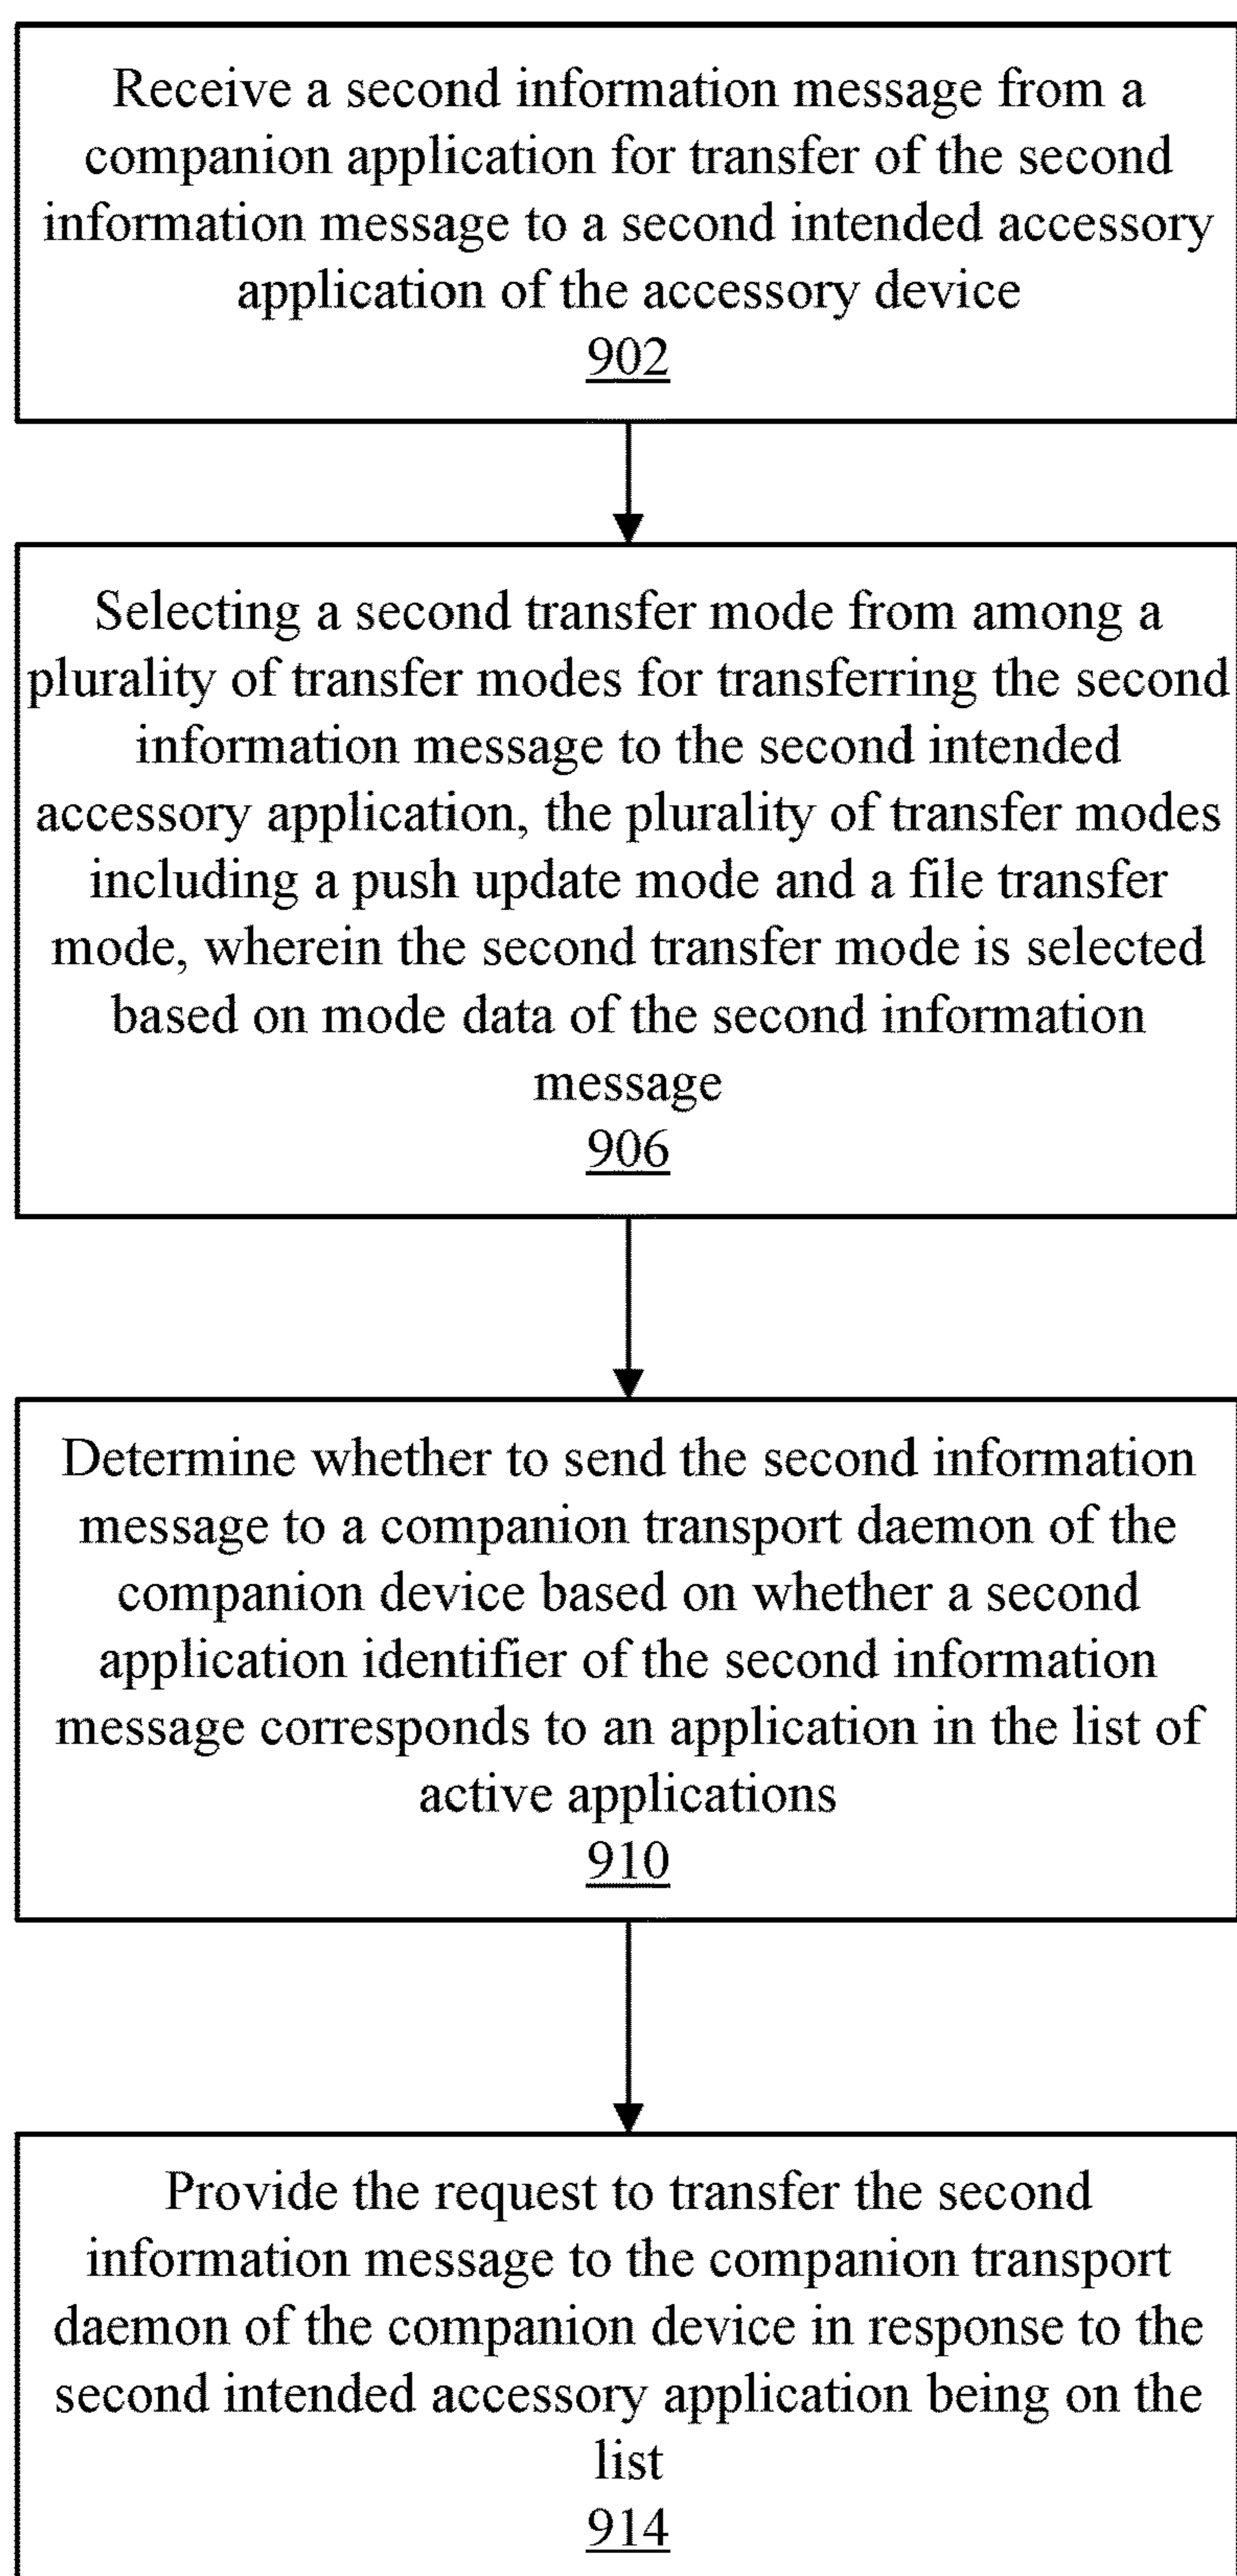 Receive a second information message from a
companion application for transfer of the second
information message to a second intended accessory
application of the accessory device
902
Selecting a second transfer mode from among a
plurality of transfer modes for transferring the second
information message to the second intended
accessory application, the plurality of transfer modes
including a push update mode and a file transfer
mode, wherein the second transfer mode is selected
based on mode data of the second information
message
906
Determine whether to send the second information
message to a companion transport daemon of the
companion device based on whether a second
application identifier of the second information
message corresponds to an application in the list of
active applications
910
Provide the request to transfer the second
information message to the companion transport
daemon of the companion device in response to the
second intended accessory application being on the
list
914